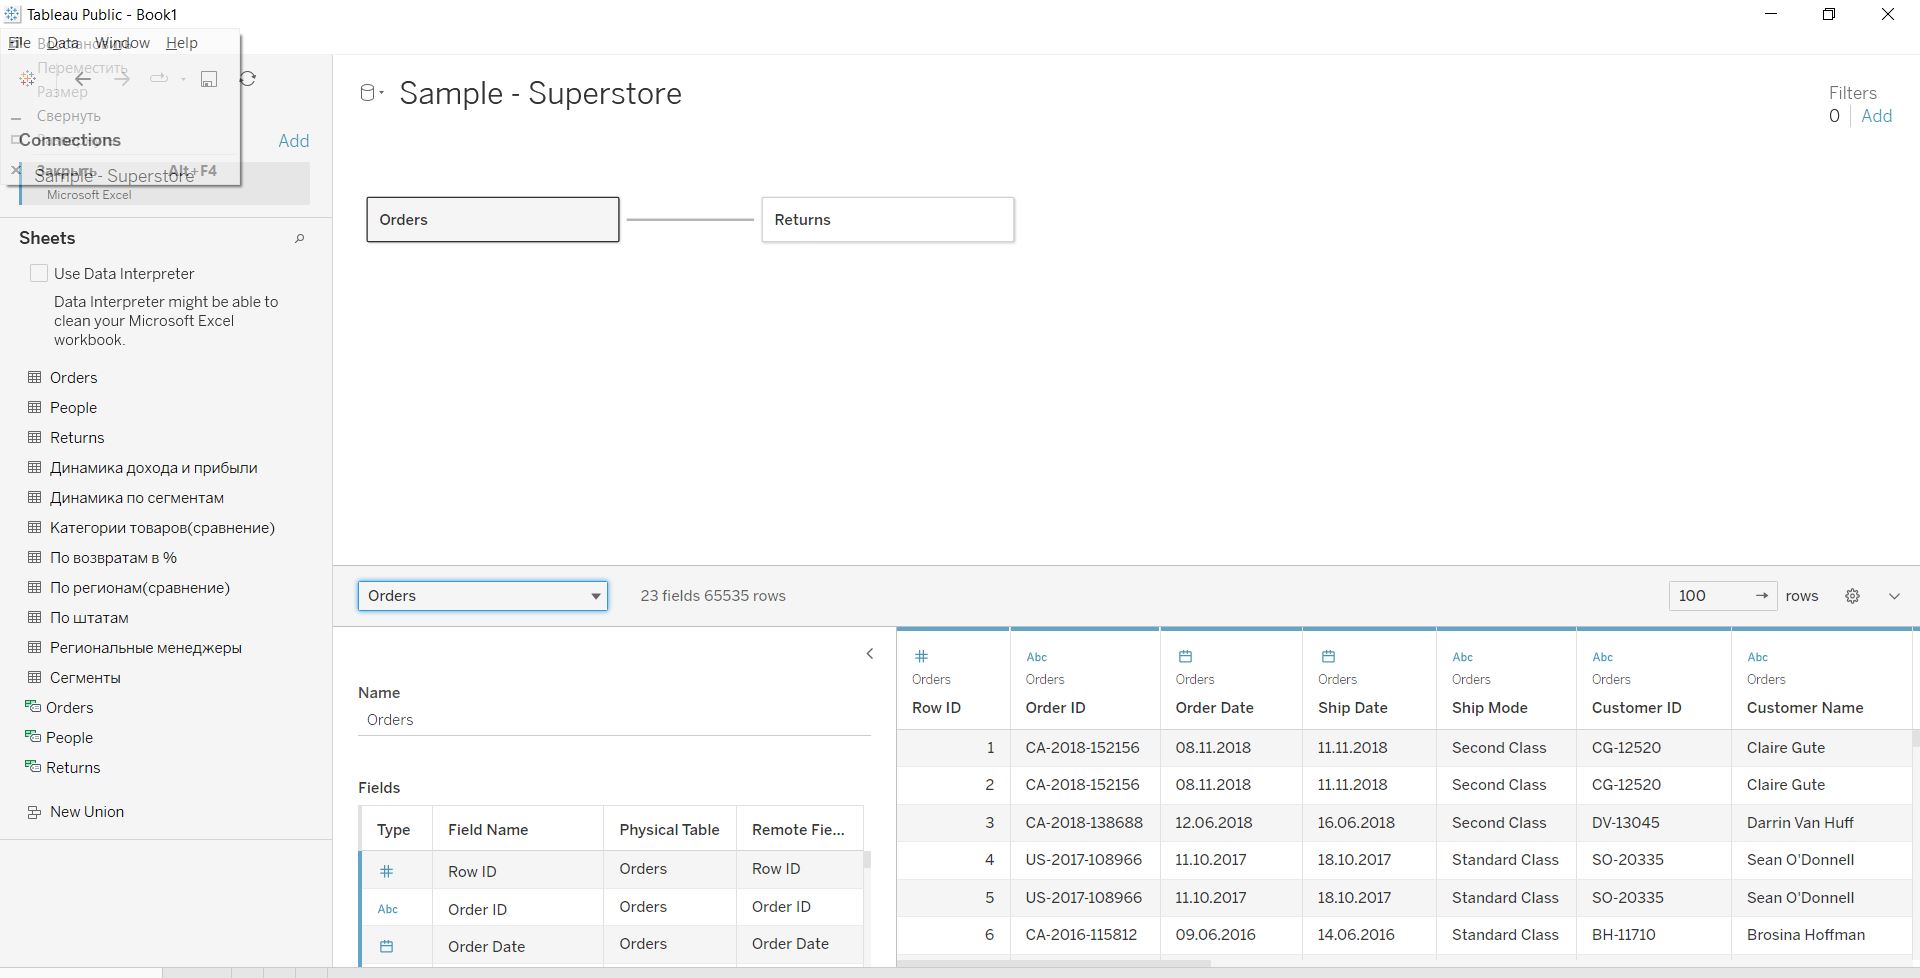 Tableau Public - Book1
File Data Window Help
Восстановить
Переместить
Размер
Свернуть
Connections
Add
Закрыть Alt+F4
Sample - Superstore
Microsoft Excel
Sheets
Use Data Interpreter
Data Interpreter might be able to
clean your Microsoft Excel
workbook.
Orders
People
Returns
Динамика дохода и прибыли
Динамика по сегментам
Категории товаров(сравнение)
По возвратам в %
По регионам(сравнение)
По штатам
Региональные менеджеры
Сегменты
Orders
People
Returns
New Union
Sample - Superstore
Filters
0 Add
Orders
Returns
Orders
23 fields 65535 rows
100 → rows
Name
Orders
Fields
Type Field Name Physical Table Remote Fie...
# Row ID Orders Row ID
Abc Order ID Orders Order ID
Order Date Orders Order Date
# Abc Abc Abc Abc
Orders Orders Orders Orders Orders Orders Orders
Row ID Order ID Order Date Ship Date Ship Mode Customer ID Customer Name
1 CA-2018-152156 08.11.2018 11.11.2018 Second Class CG-12520 Claire Gute
2 CA-2018-152156 08.11.2018 11.11.2018 Second Class CG-12520 Claire Gute
3 CA-2018-138688 12.06.2018 16.06.2018 Second Class DV-13045 Darrin Van Huff
4 US-2017-108966 11.10.2017 18.10.2017 Standard Class SO-20335 Sean O'Donnell
5 US-2017-108966 11.10.2017 18.10.2017 Standard Class SO-20335 Sean O'Donnell
6 CA-2016-115812 09.06.2016 14.06.2016 Standard Class BH-11710 Brosina Hoffman